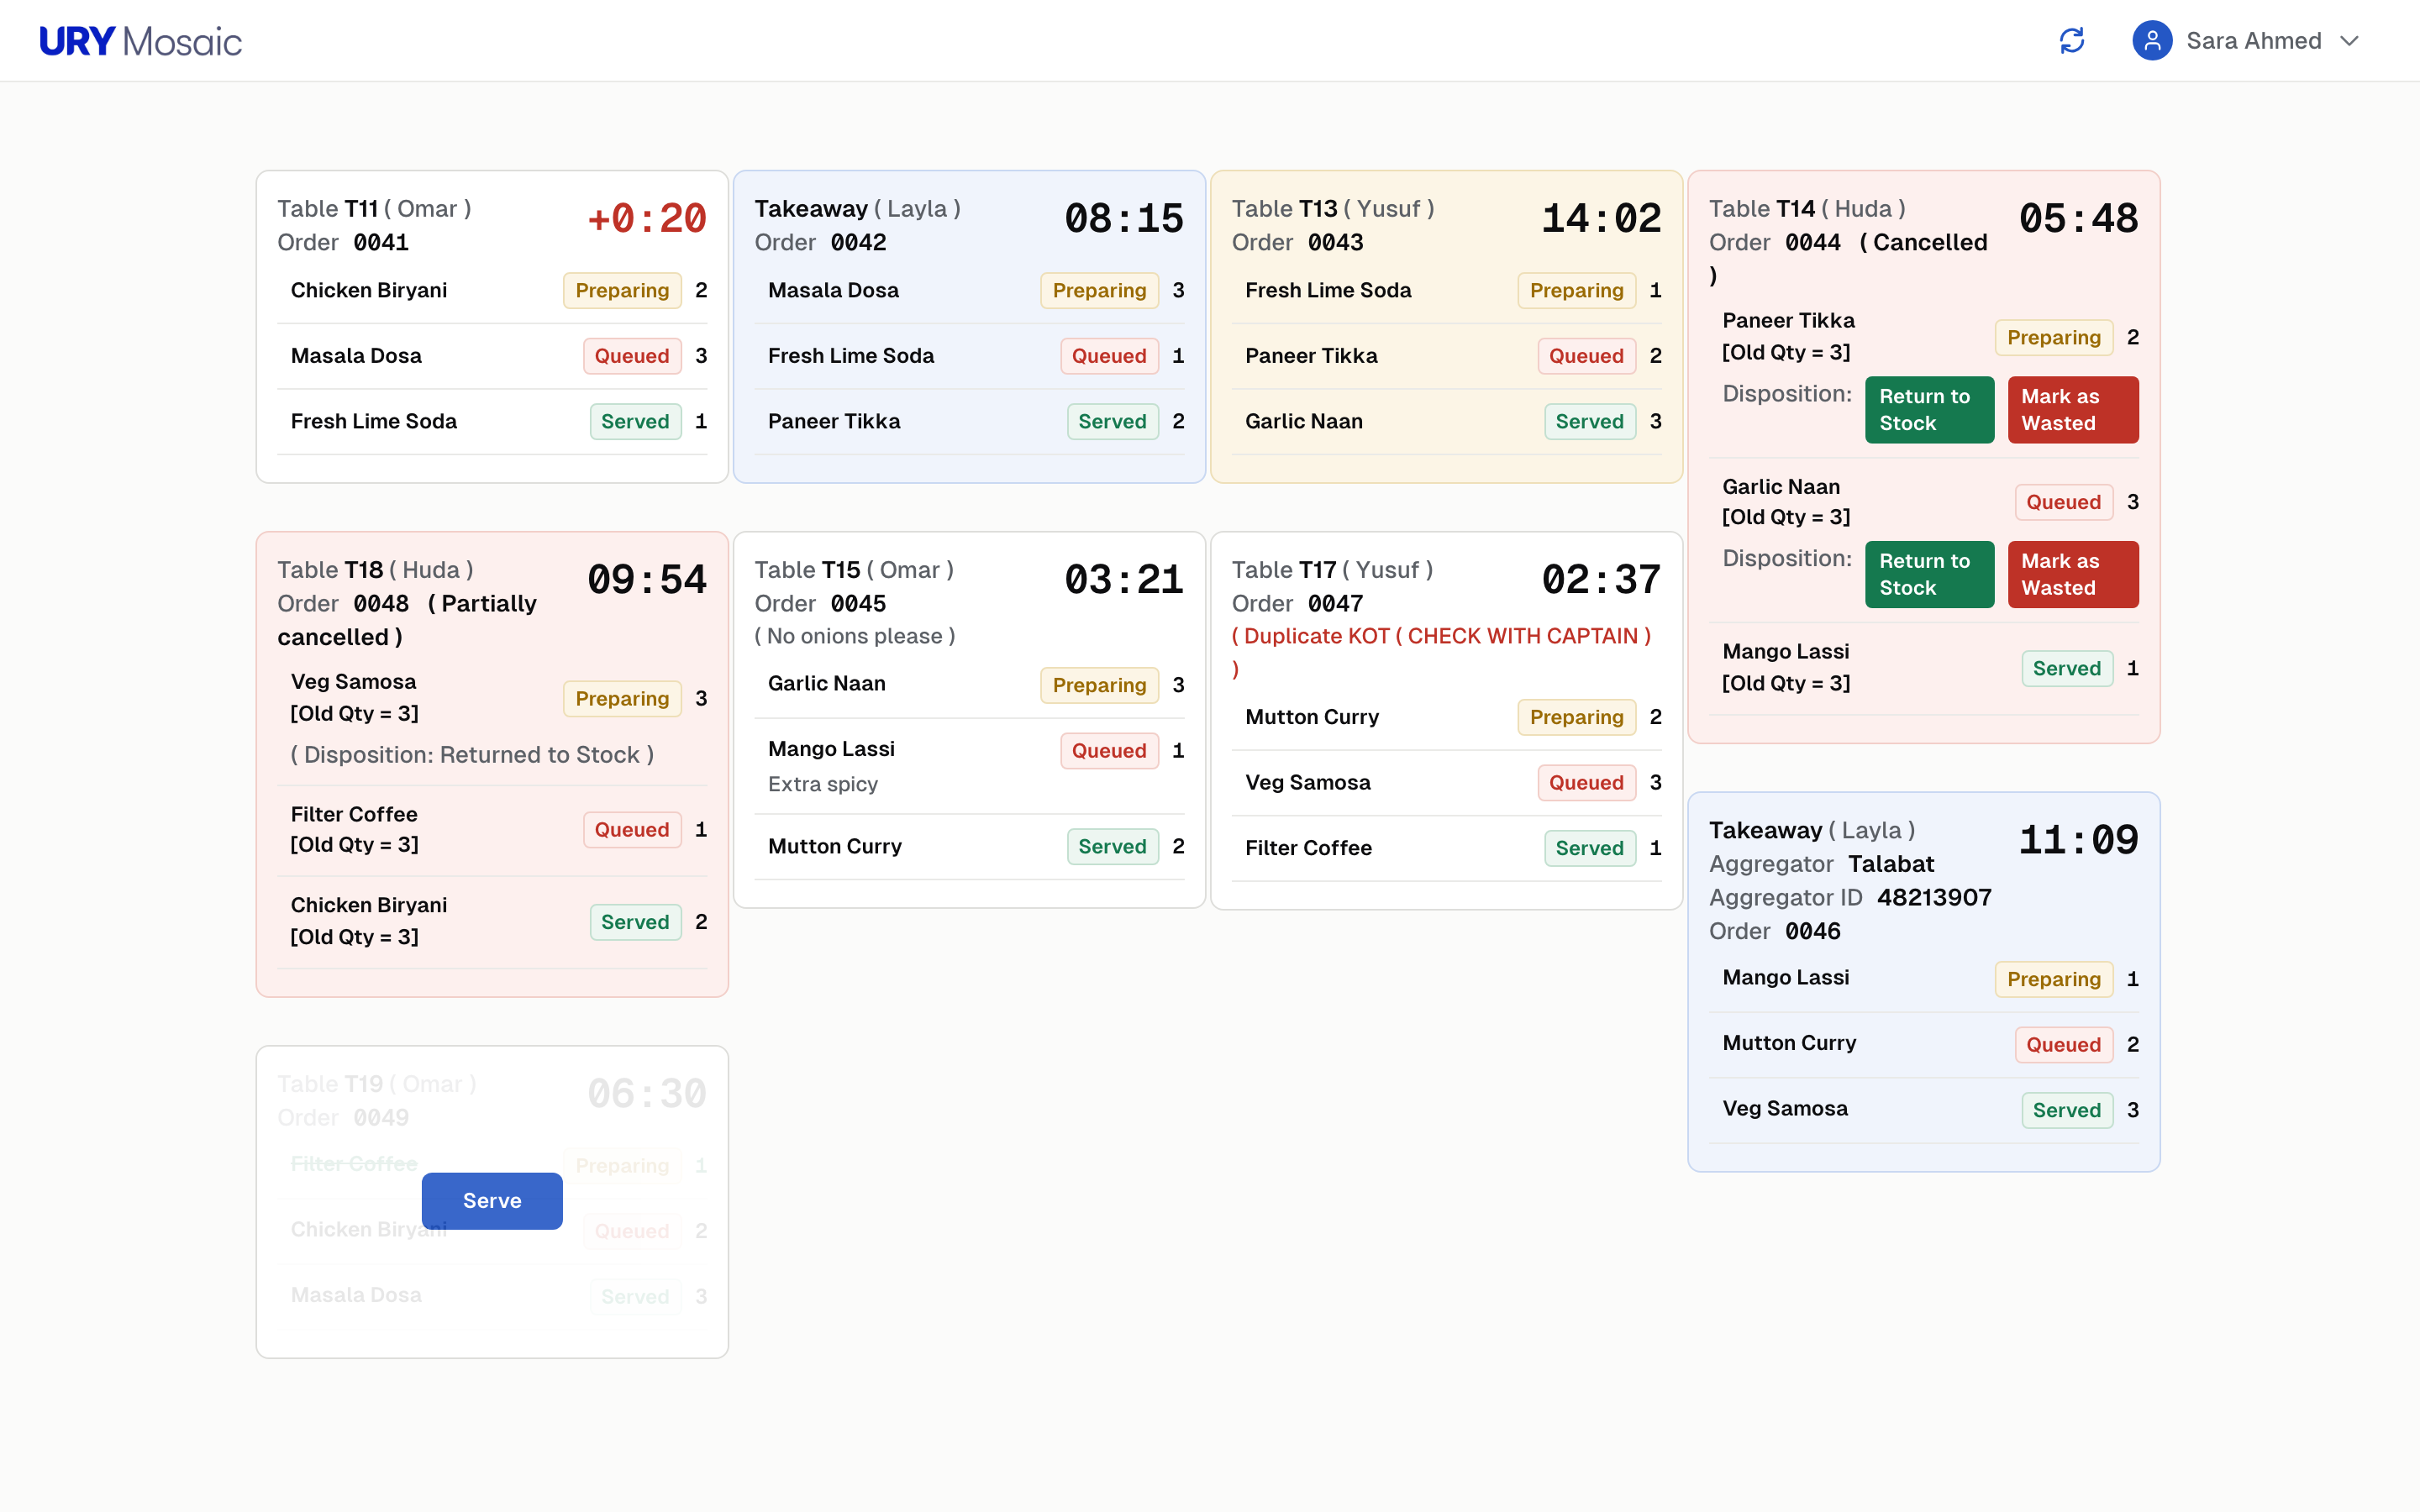 URY Mosaic
Sara Ahmed
Table T11 ( Omar )
+0:20
Order 0041
Chicken Biryani Preparing 2
Masala Dosa Queued 3
Fresh Lime Soda Served 1
Takeaway ( Layla )
08:15
Order 0042
Masala Dosa Preparing 3
Fresh Lime Soda Queued 1
Paneer Tikka Served 2
Table T13 ( Yusuf )
14:02
Order 0043
Fresh Lime Soda Preparing 1
Paneer Tikka Queued 2
Garlic Naan Served 3
Table T14 ( Huda )
05:48
Order 0044 ( Cancelled
)
Paneer Tikka
[Old Qty = 3]
Preparing 2
Disposition:
Return to
Stock
Mark as
Wasted
Garlic Naan
[Old Qty = 3]
Queued 3
Disposition:
Return to
Stock
Mark as
Wasted
Mango Lassi
[Old Qty = 3]
Served 1
Table T18 ( Huda )
09:54
Order 0048 ( Partially
cancelled )
Veg Samosa
[Old Qty = 3]
Preparing 3
( Disposition: Returned to Stock )
Filter Coffee
[Old Qty = 3]
Queued 1
Chicken Biryani
[Old Qty = 3]
Served 2
Table T15 ( Omar )
03:21
Order 0045
( No onions please )
Garlic Naan Preparing 3
Mango Lassi Queued 1
Extra spicy
Mutton Curry Served 2
Table T17 ( Yusuf )
02:37
Order 0047
( Duplicate KOT ( CHECK WITH CAPTAIN )
)
Mutton Curry Preparing 2
Veg Samosa Queued 3
Filter Coffee Served 1
Takeaway ( Layla )
11:09
Aggregator Talabat
Aggregator ID 48213907
Order 0046
Mango Lassi Preparing 1
Mutton Curry Queued 2
Veg Samosa Served 3
Table T19 ( Omar )
06:30
Order 0049
Filter Coffee Preparing 1
Serve
Chicken Biryani Queued 2
Masala Dosa Served 3